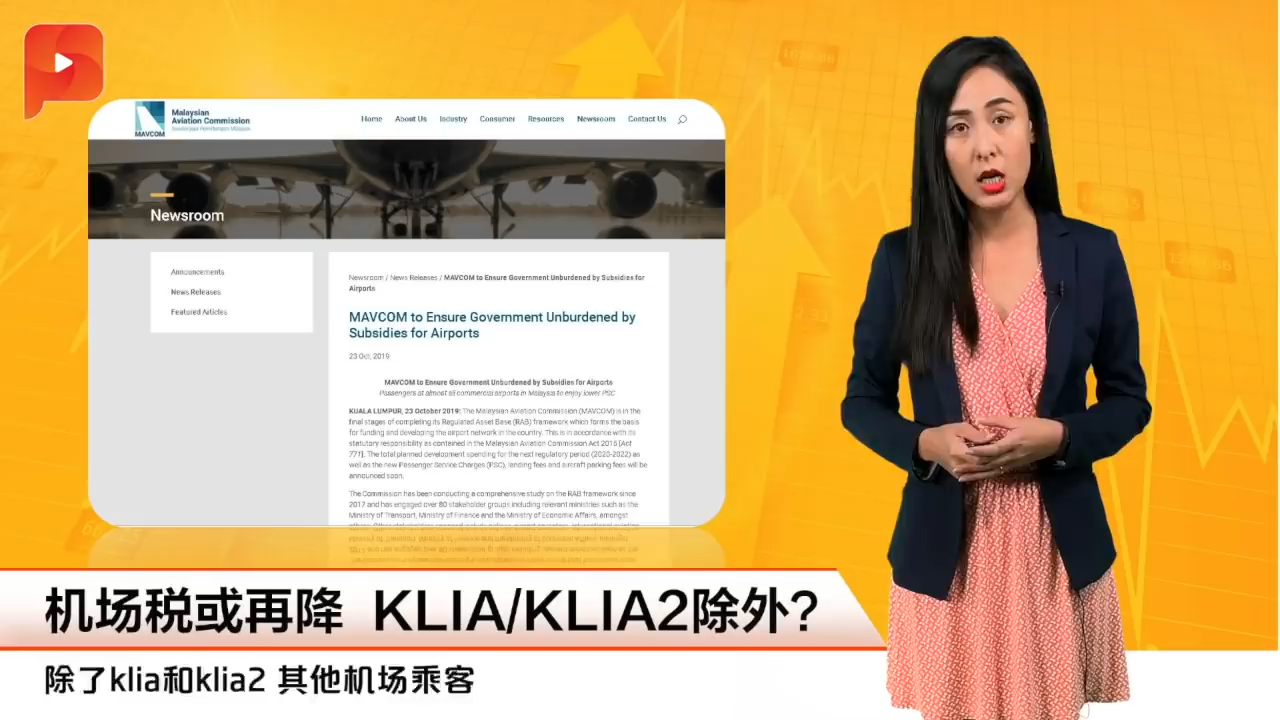 Malaysian
Aviation Commission
MAVCOM
Home About Us Industry Consumer Resources Newsroom Contact Us
Newsroom
Announcements
News Releases
Featured Articles
Newsroom / News Releases / MAVCOM to Ensure Government Unburdened by Subsidies for
Airports
MAVCOM to Ensure Government Unburdened by
Subsidies for Airports
23 Oct, 2019
MAVCOM to Ensure Government Unburdened by Subsidies for Airports
Passengers at almost all commercial airports in Malaysia to enjoy lower PSC
KUALA LUMPUR, 23 October 2019: The Malaysian Aviation Commission (MAVCOM) is in the
final stages of completing its Regulated Asset Base (RAB) framework which forms the basis
for funding and developing the airport network in the country. This is in accordance with its
statutory responsibility as contained in the Malaysian Aviation Commission Act 2015 [Act
771]. The total planned development spending for the next regulatory period (2020-2022) as
well as the new Passenger Service Charges (PSC), landing fees and aircraft parking fees will be
announced soon.
The Commission has been conducting a comprehensive study on the RAB framework since
2017 and has engaged over 80 stakeholder groups including relevant ministries such as the
Ministry of Transport, Ministry of Finance and the Ministry of Economic Affairs, amongst
机场税或再降 KLIA/KLIA2除外?
除了klia和klia2 其他机场乘客